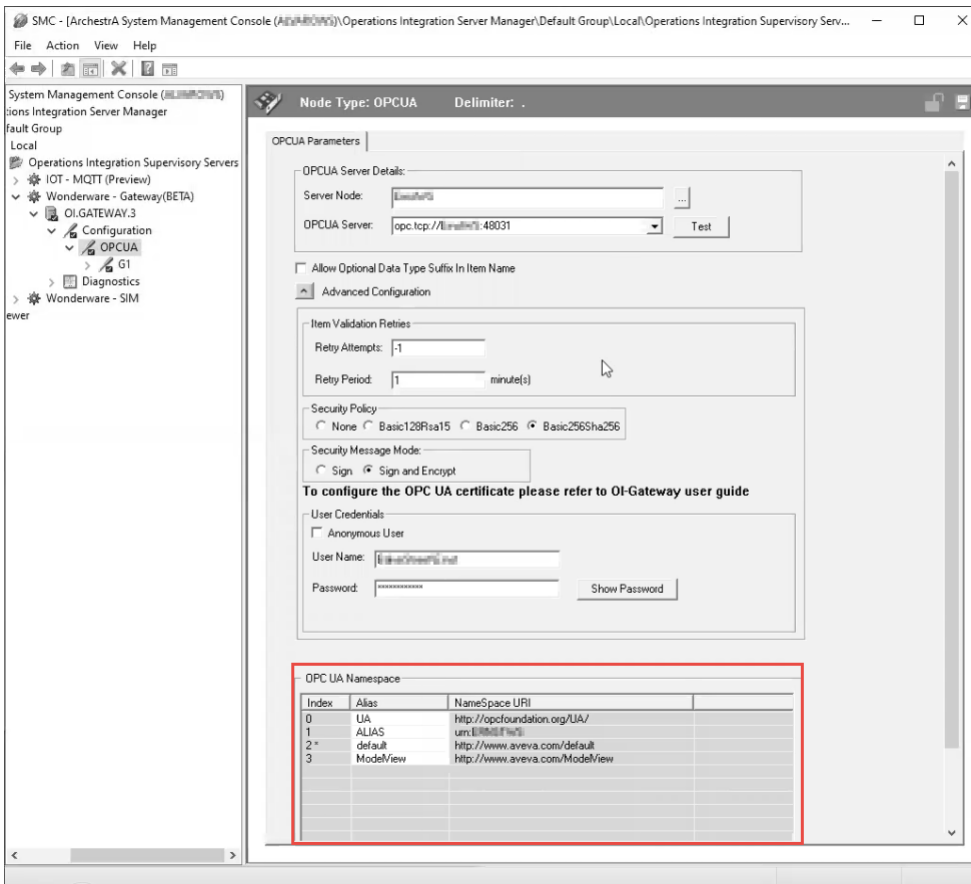 SMC - [ArchestrA System Management Console (     )\Operations Integration Server Manager\Default Group\Local\Operations Integration Supervisory Serv...
File Action View Help
System Management Console (     )
tions Integration Server Manager
fault Group
Local
Operations Integration Supervisory Servers
IOT - MQTT (Preview)
Wonderware - Gateway(BETA)
OI.GATEWAY.3
Configuration
OPCUA
G1
Diagnostics
Wonderware - SIM
ewer
Node Type: OPCUA Delimiter: .
OPCUA Parameters
OPCUA Server Details:
Server Node: ...
OPCUA Server: opc.tcp://     :48031 Test
Allow Optional Data Type Suffix In Item Name
Advanced Configuration
Item Validation Retries
Retry Attempts: -1
Retry Period: 1 minute(s)
Security Policy
None Basic128Rsa15 Basic256 Basic256Sha256
Security Message Mode:
Sign Sign and Encrypt
To configure the OPC UA certificate please refer to OI-Gateway user guide
User Credentials
Anonymous User
User Name:
Password: ************ Show Password
OPC UA Namespace
Index Alias NameSpace URI
0 UA http://opcfoundation.org/UA/
1 ALIAS urn:
2 * default http://www.aveva.com/default
3 ModelView http://www.aveva.com/ModelView